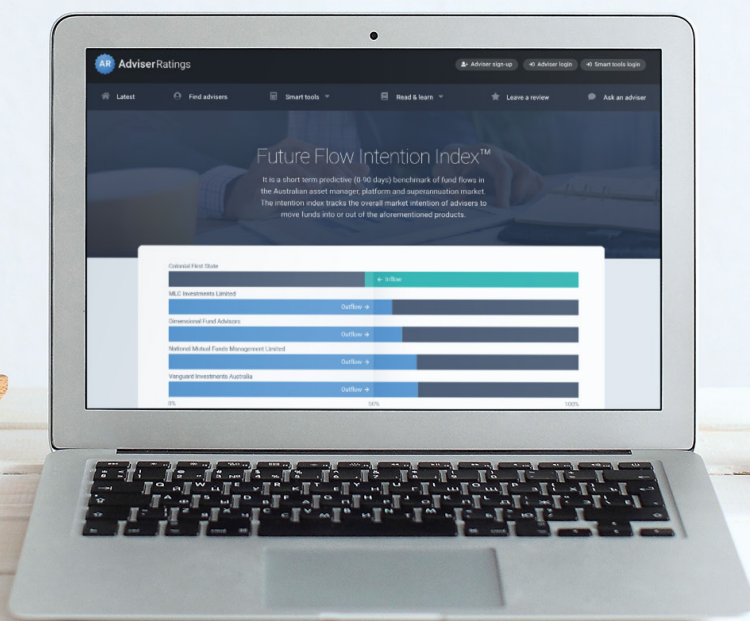 AR AdviserRatings
Adviser sign-up Adviser login Smart tools login
Latest Find advisers Smart tools Read & learn Leave a review Ask an adviser
Future Flow Intention Index™
It is a short term predictive (0-90 days) benchmark of fund flows in
the Australian asset manager, platform and superannuation market.
The intention index tracks the overall market intention of advisers to
move funds into or out of the aforementioned products.
Colonial First State
← Inflow
MLC Investments Limited
Outflow →
Dimensional Fund Advisors
Outflow →
National Mutual Funds Management Limited
Outflow →
Vanguard Investments Australia
Outflow →
0% 100%